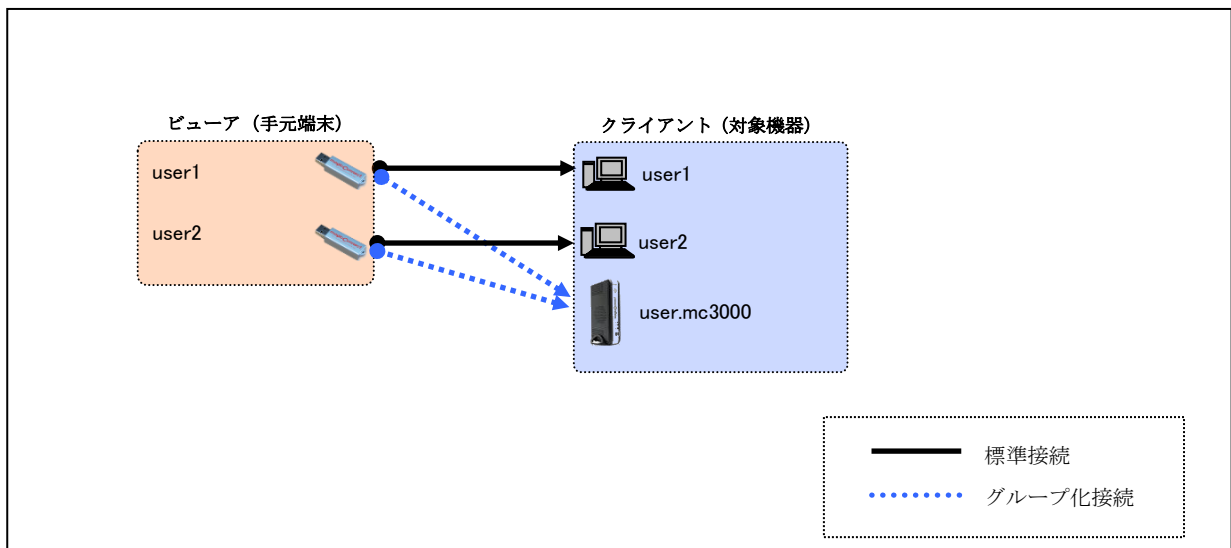 ビューア（手元端末）
user1
user2
クライアント（対象機器）
user1
user2
user.mc3000
標準接続
グループ化接続